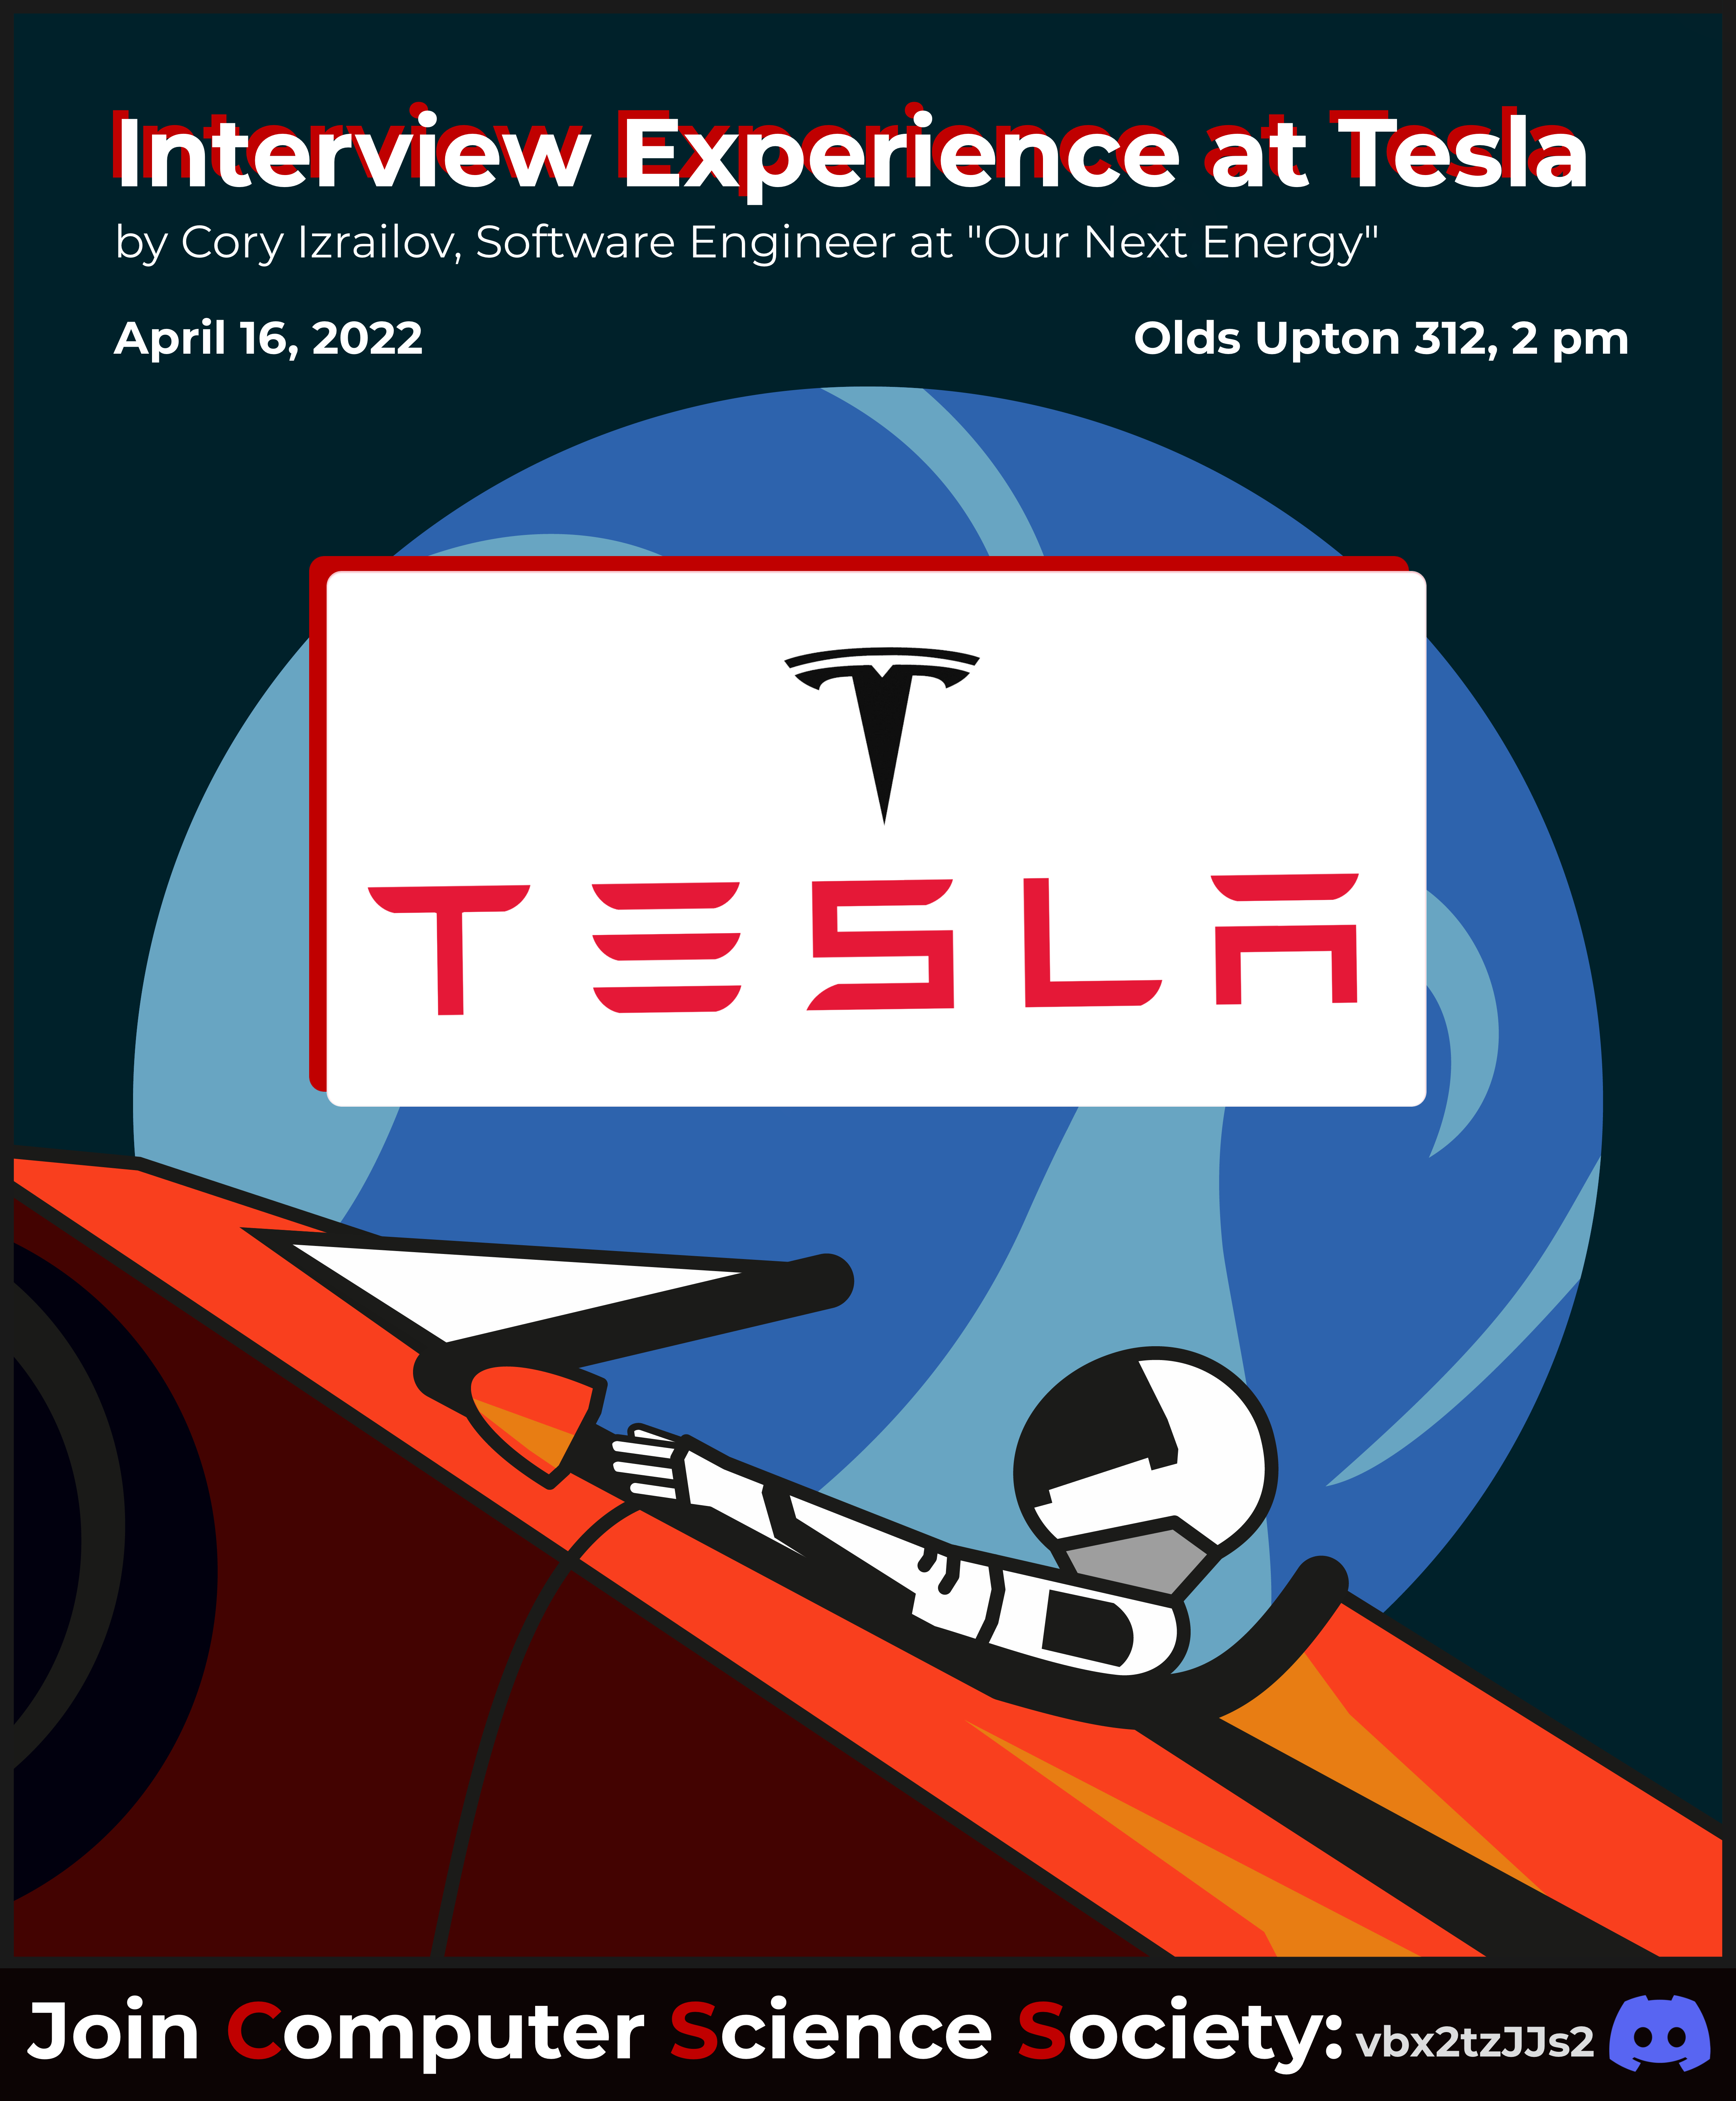 Interview Experience at Tesla
by Cory Izrailov, Software Engineer at "Our Next Energy"
April 16, 2022
Olds Upton 312, 2 pm
TESLA
Join Computer Science Society: vbx2tzJJs2